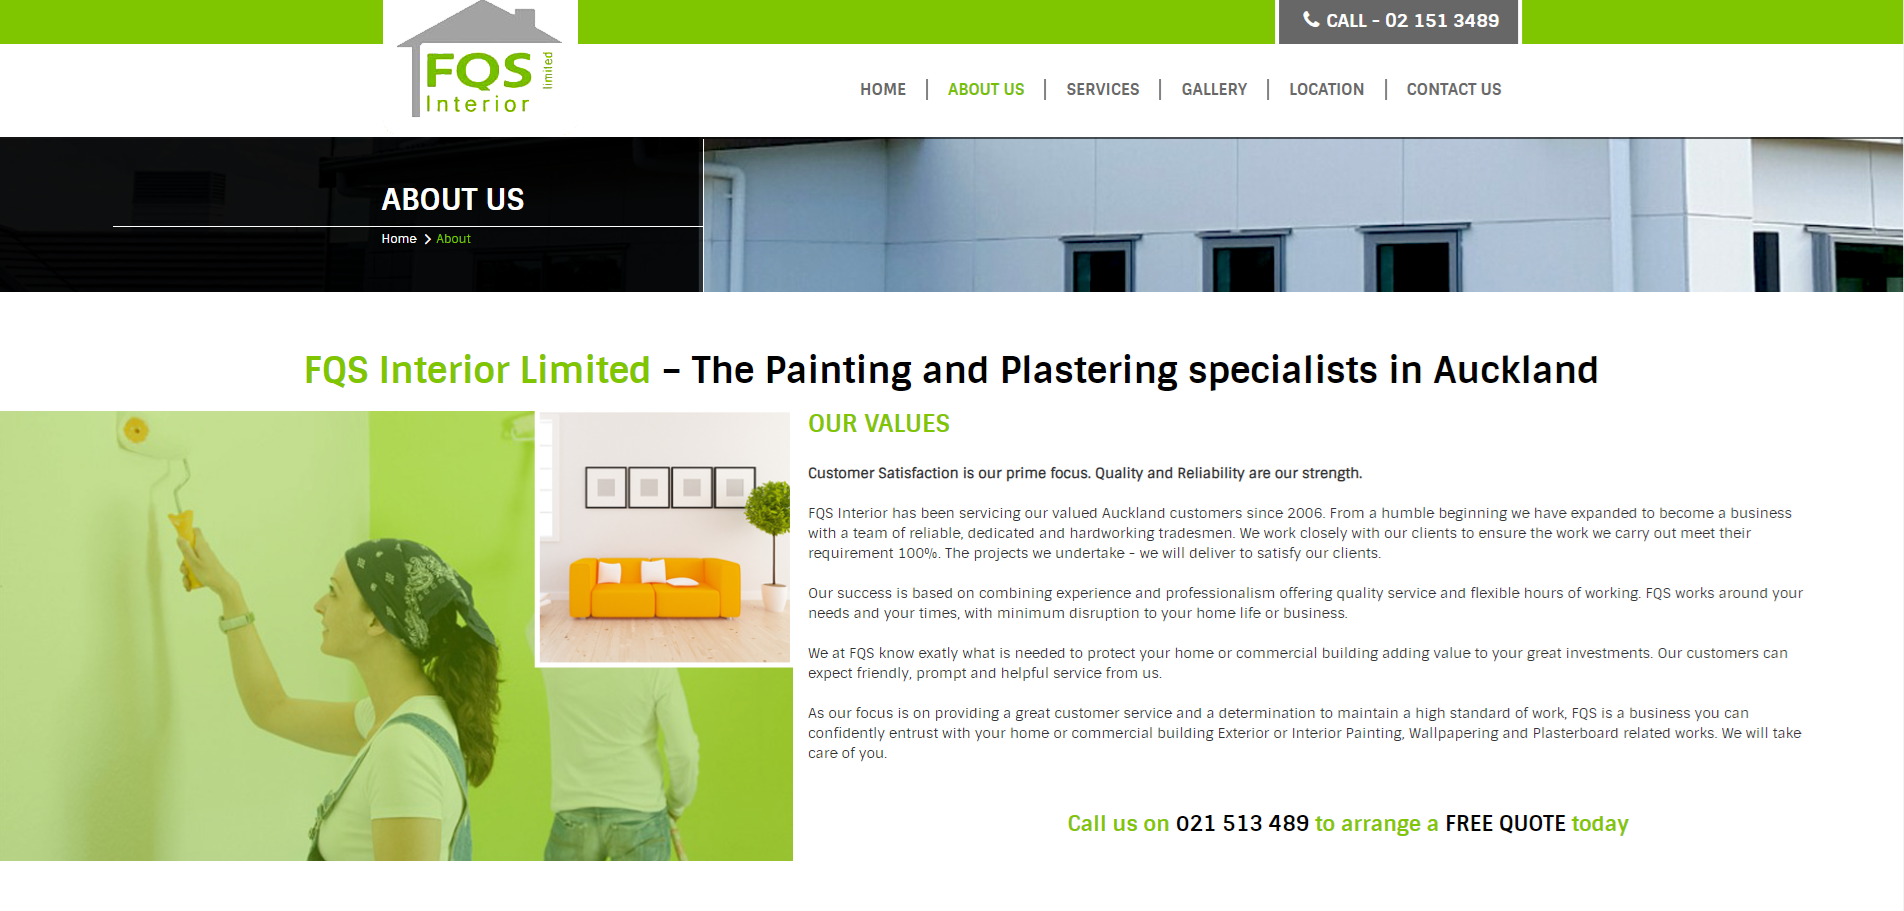 CALL - 02 151 3489
FQS
limited
Interior
HOME
ABOUT US
SERVICES
GALLERY
LOCATION
CONTACT US
ABOUT US
Home
About
FQS Interior Limited – The Painting and Plastering specialists in Auckland
OUR VALUES
Customer Satisfaction is our prime focus. Quality and Reliability are our strength.
FQS Interior has been servicing our valued Auckland customers since 2006. From a humble beginning we have expanded to become a business
with a team of reliable, dedicated and hardworking tradesmen. We work closely with our clients to ensure the work we carry out meet their
requirement 100%. The projects we undertake - we will deliver to satisfy our clients.
Our success is based on combining experience and professionalism offering quality service and flexible hours of working. FQS works around your
needs and your times, with minimum disruption to your home life or business.
We at FQS know exatly what is needed to protect your home or commercial building adding value to your great investments. Our customers can
expect friendly, prompt and helpful service from us.
As our focus is on providing a great customer service and a determination to maintain a high standard of work, FQS is a business you can
confidently entrust with your home or commercial building Exterior or Interior Painting, Wallpapering and Plasterboard related works. We will take
care of you.
Call us on 021 513 489 to arrange a FREE QUOTE today